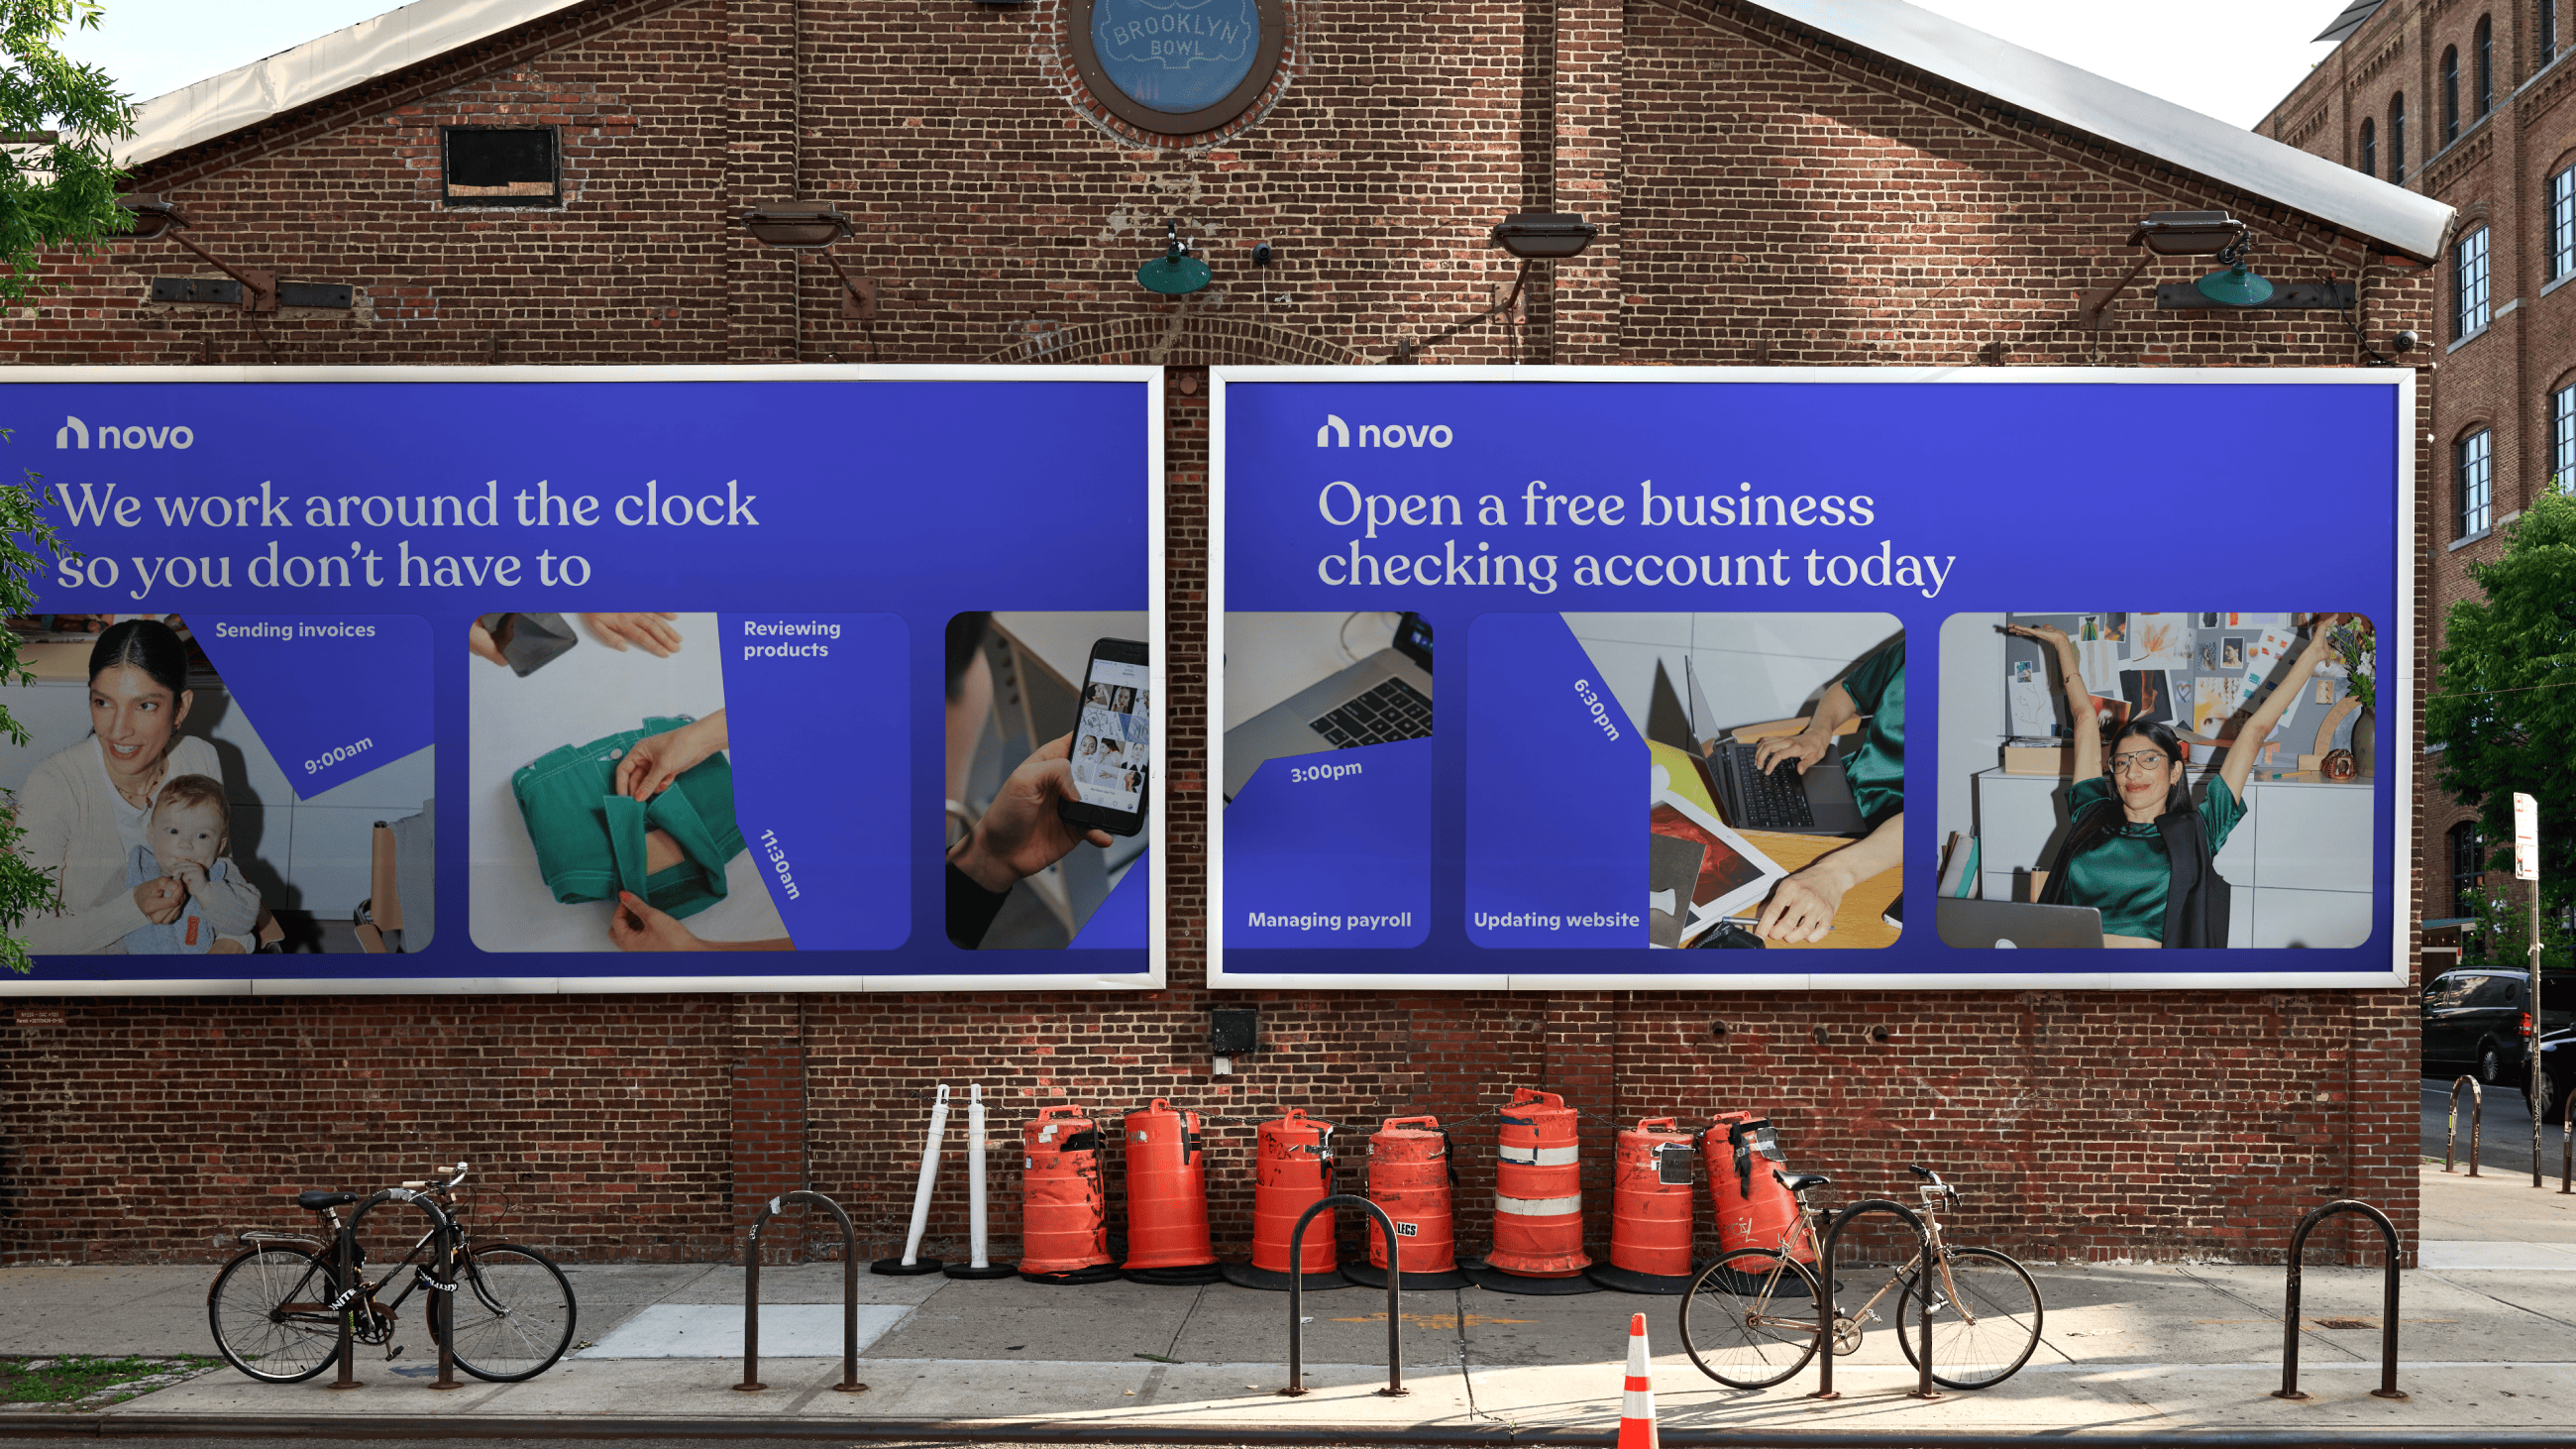 BROOKLYN
BOWL
novo
We work around the clock
so you don't have to
Sending invoices
9:00am
Reviewing
products
11:30am
novo
Open a free business
checking account today
3:00pm
Managing payroll
6:30pm
Updating website
LEGS